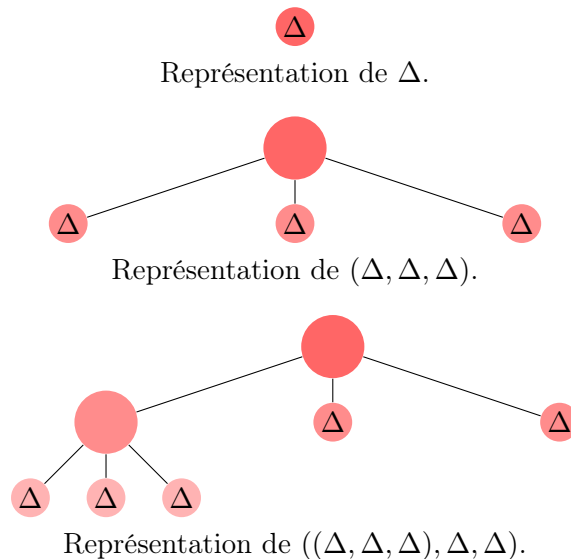 Δ
Représentation de Δ.
Δ Δ Δ
Représentation de (Δ, Δ, Δ).
Δ Δ
Δ Δ Δ
Représentation de ((Δ, Δ, Δ), Δ, Δ).